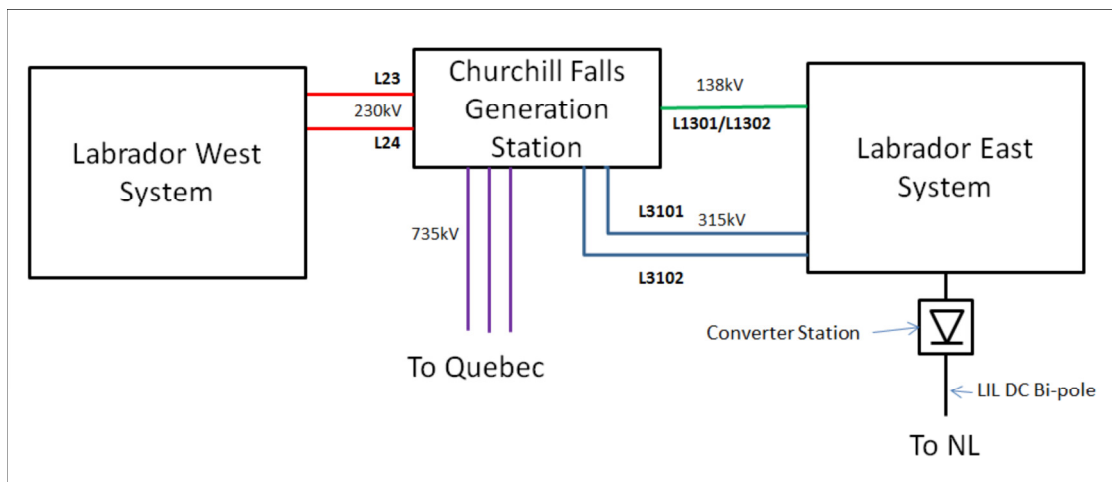 Labrador West
System
L23
230kV
L24
Churchill Falls
Generation
Station
138kV
L1301/L1302
L3101
315kV
L3102
Labrador East
System
735kV
To Quebec
Converter Station
LIL DC Bi-pole
To NL